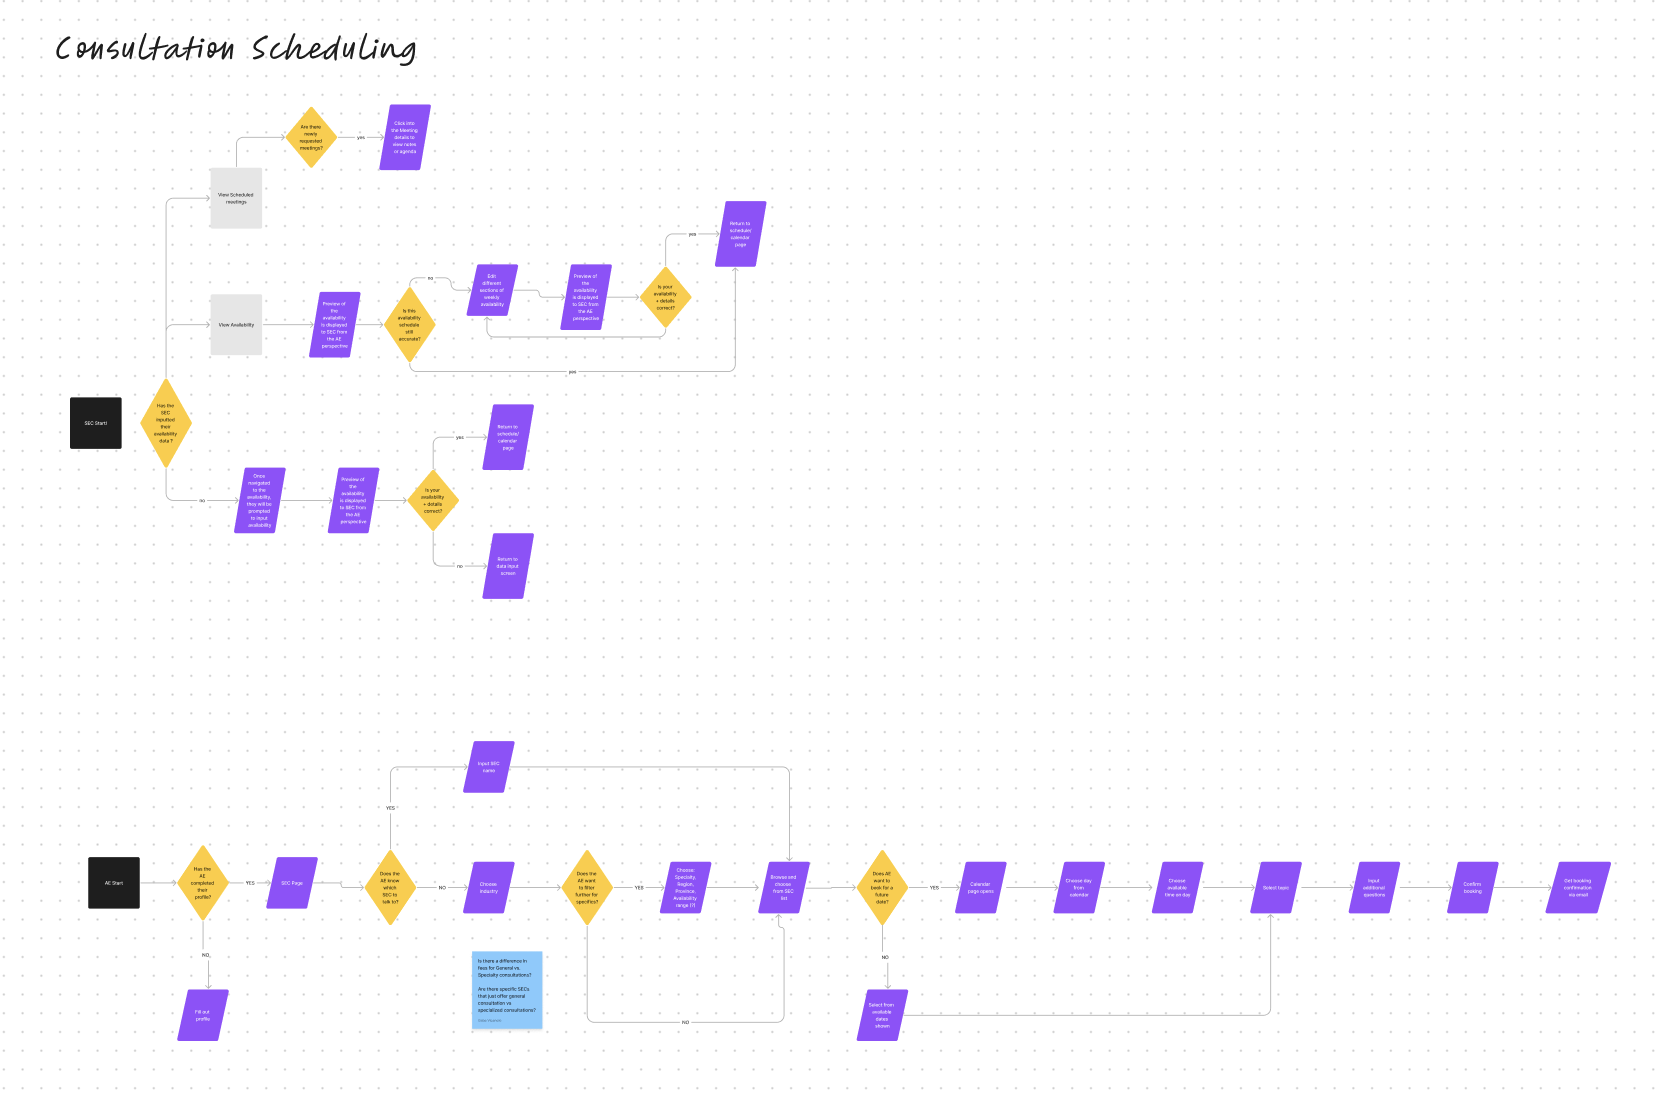 Consultation Scheduling
Are there
newly
requested
meetings?
yes
Click into
the Meeting
details to
view notes
or agenda
View Scheduled
meetings
Return to
schedule/
calendar
page
yes
no
Edit
different
sections of
weekly
availability
Preview of
the
availability
is displayed
to SEC from
the AE
perspective
Is your
availability
+ details
correct?
View Availability
Preview of
the
availability
is displayed
to SEC from
the AE
perspective
Is this
availability
schedule
still
accurate?
yes
SEC Start!
Has the
SEC
inputted
their
availability
data ?
Return to
schedule/
calendar
page
yes
no
Once
navigated
to the
availability,
they will be
prompted
to input
availability
Preview of
the
availability
is displayed
to SEC from
the AE
perspective
Is your
availability
+ details
correct?
no
Return to
data input
screen
Input SEC
name
YES
AE Start
Has the
AE
completed
their
profile?
YES
SEC Page
Does the
AE know
which
SEC to
talk to?
NO
Choose
industry
Does the
AE want
to filter
further for
specifics?
YES
Choose:
Specialty,
Region,
Province,
Availability
range (?)
Browse and
choose
from SEC
list
Does AE
want to
book for a
future
date?
YES
Calendar
page opens
Choose day
from
calendar
Choose
available
time on day
Select topic
Input
additional
questions
Confirm
booking
Get booking
confirmation
via email
NO
Fill out
profile
Is there a difference in
fees for General vs.
Specialty consultations?
Are there specific SECs
that just offer general
consultation vs
specialized consultations?
NO
NO
Select from
available
dates
shown